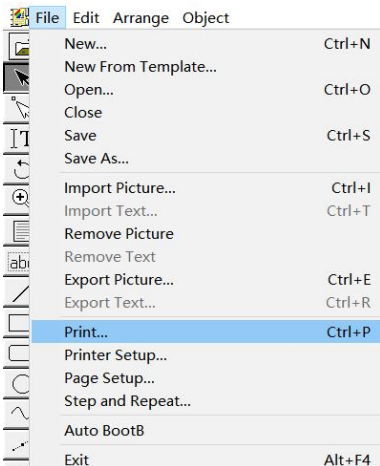 File Edit Arrange Object
New... Ctrl+N
New From Template...
Open... Ctrl+O
Close
Save Ctrl+S
Save As...
Import Picture... Ctrl+I
Import Text... Ctrl+T
Remove Picture
Remove Text
Export Picture... Ctrl+E
Export Text... Ctrl+R
Print... Ctrl+P
Printer Setup...
Page Setup...
Step and Repeat...
Auto BootB
Exit Alt+F4